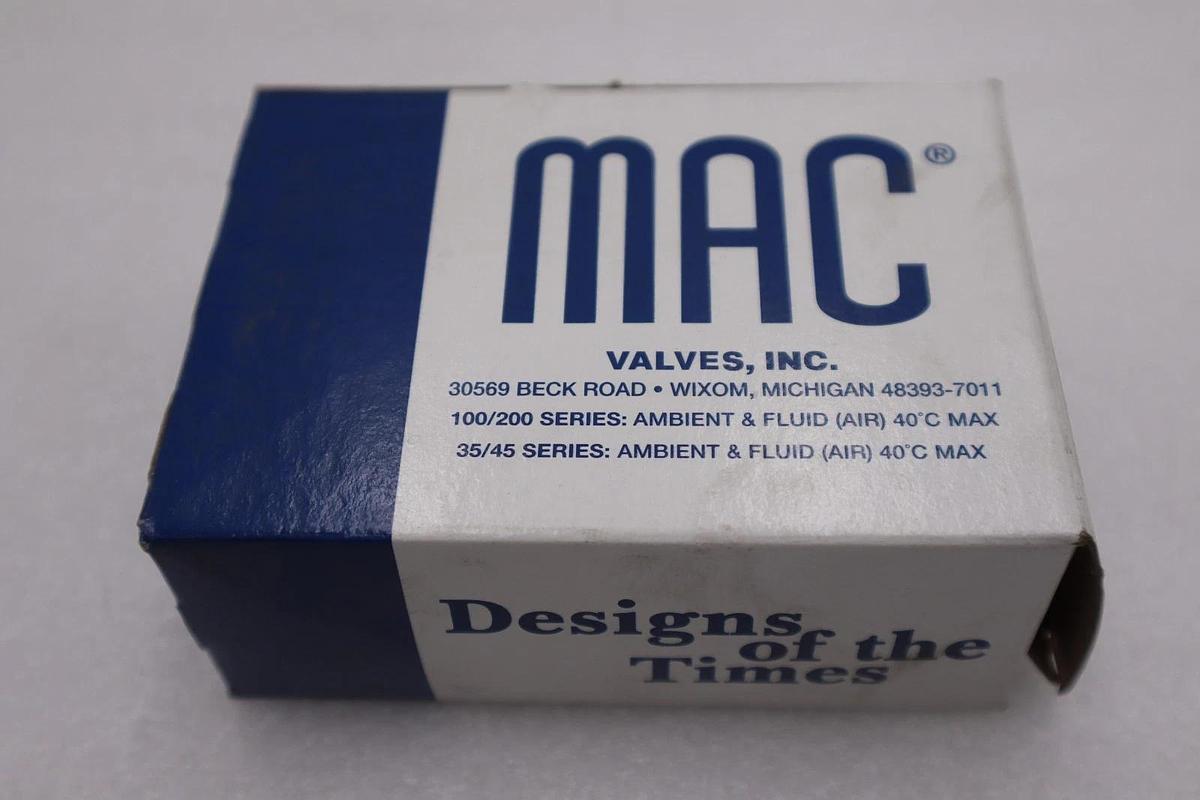 MAC®
VALVES, INC.
30569 BECK ROAD • WIXOM, MICHIGAN 48393-7011
100/200 SERIES: AMBIENT & FLUID (AIR) 40°C MAX
35/45 SERIES: AMBIENT & FLUID (AIR) 40°C MAX
Designs
of the
Times